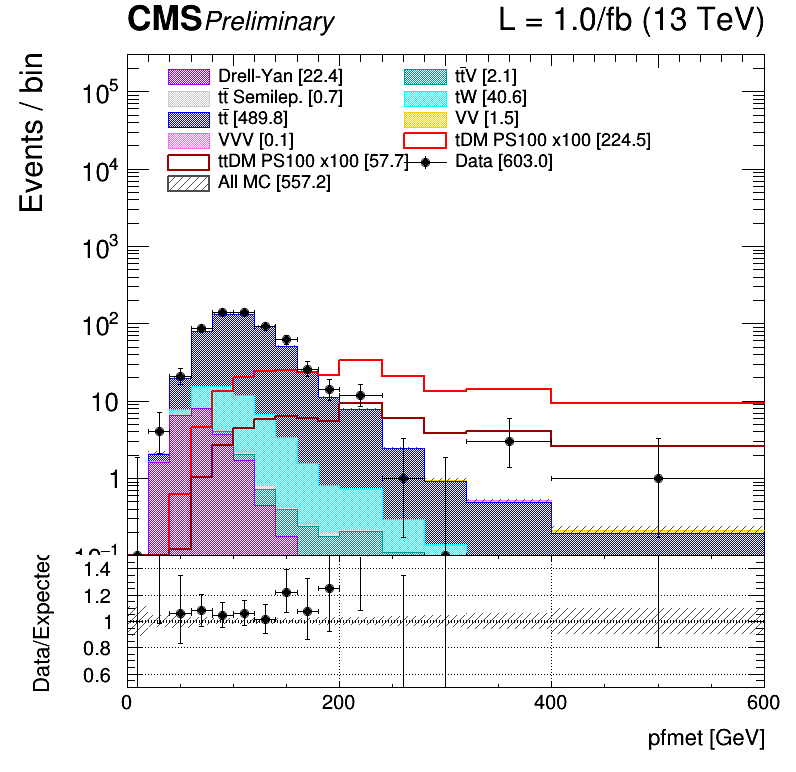 CMS Preliminary L = 1.0/fb (13 TeV)
Events / bin
Drell-Yan [22.4] tt̄V [2.1]
tt̄ Semilep. [0.7] tW [40.6]
tt̄ [489.8] VV [1.5]
VVV [0.1] tDM PS100 x100 [224.5]
ttDM PS100 x100 [57.7] Data [603.0]
All MC [557.2]
10⁵
10⁴
10³
10²
10
1
10⁻¹
Data/Expected
1.4
1.2
1
0.8
0.6
0 200 400 600
pfmet [GeV]